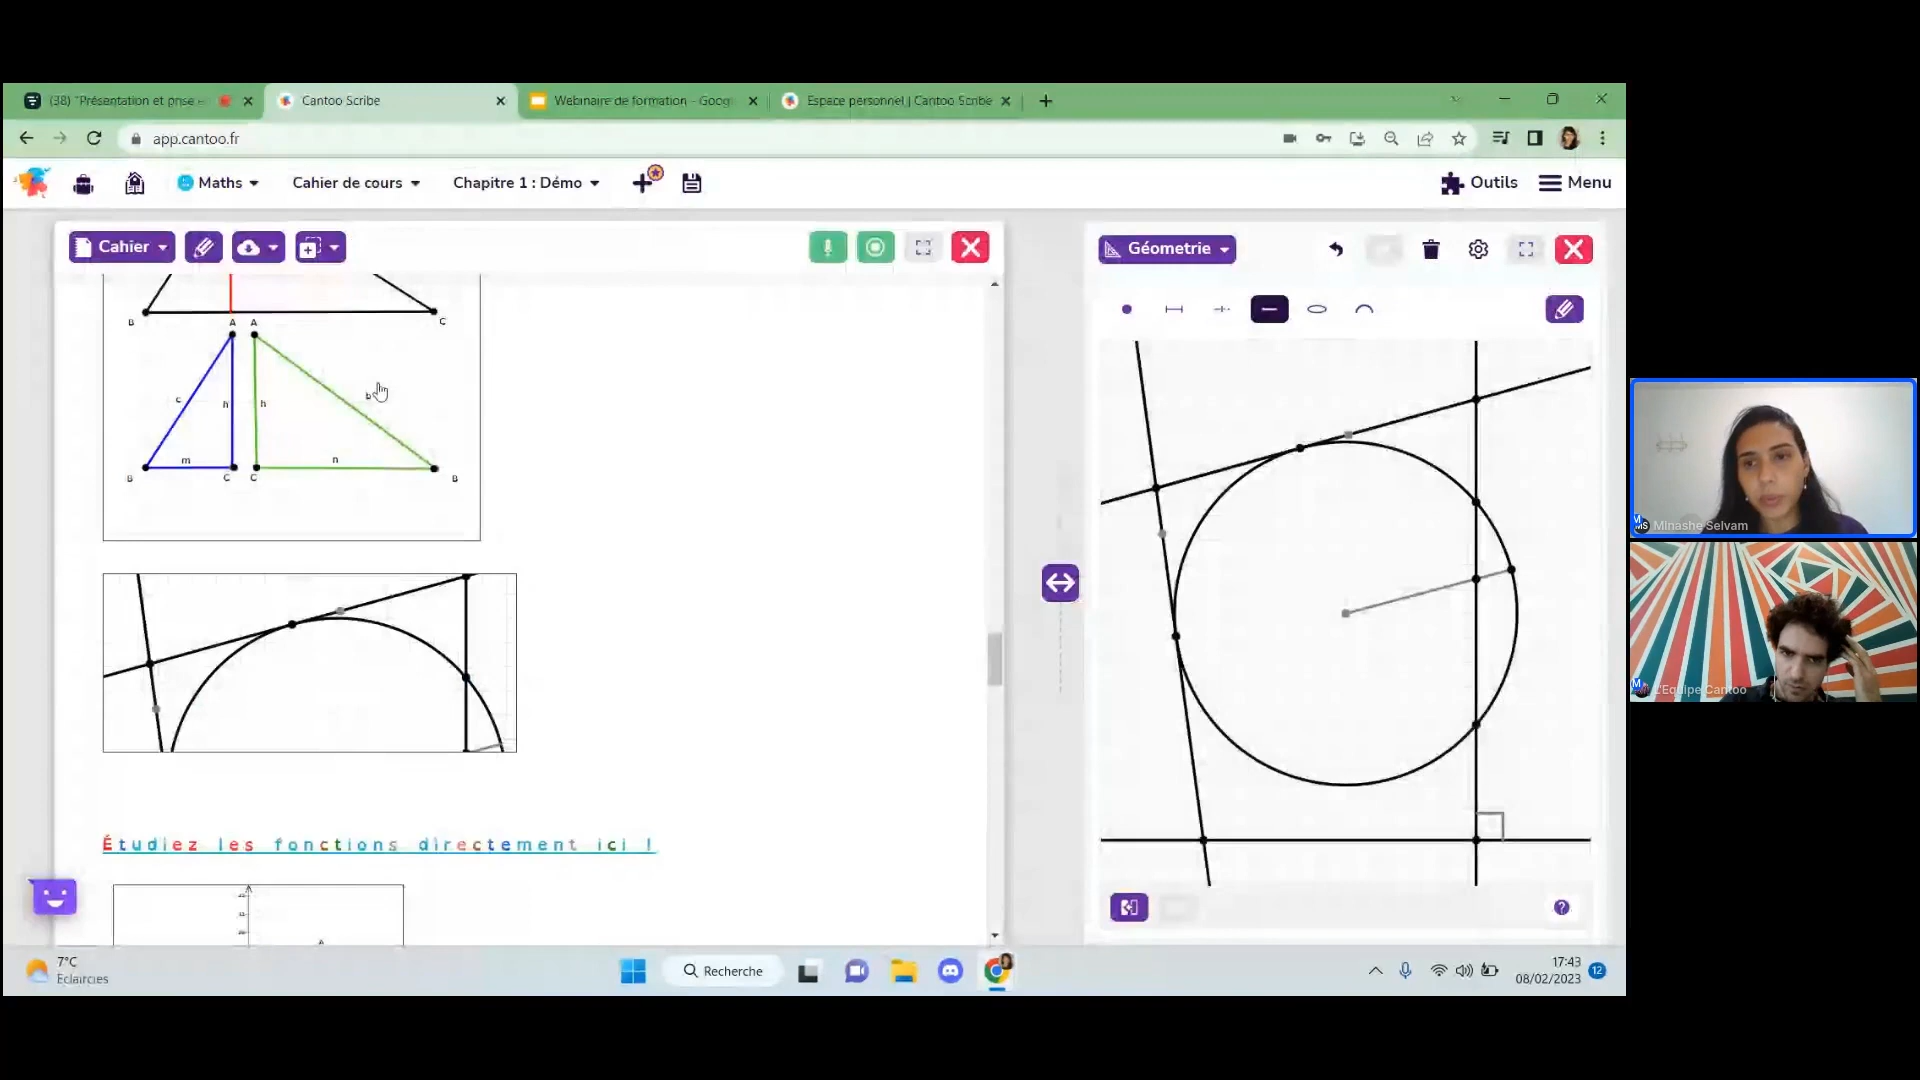 (38) "Présentation et prise
Cantoo Scribe
Webinaire de formation - Goog
Espace personnel | Cantoo Scribe
app.cantoo.fr
Maths
Cahier de cours
Chapitre 1 : Démo
Outils
Menu
Cahier
Géometrie
B
A
A
C
c
h
h
b
m
n
B
C
C
B
Étudiez les fonctions directement ici !
Minashe Selvam
L'Equipe Cantoo
7°C
Eclaircies
Recherche
17:43
08/02/2023
12